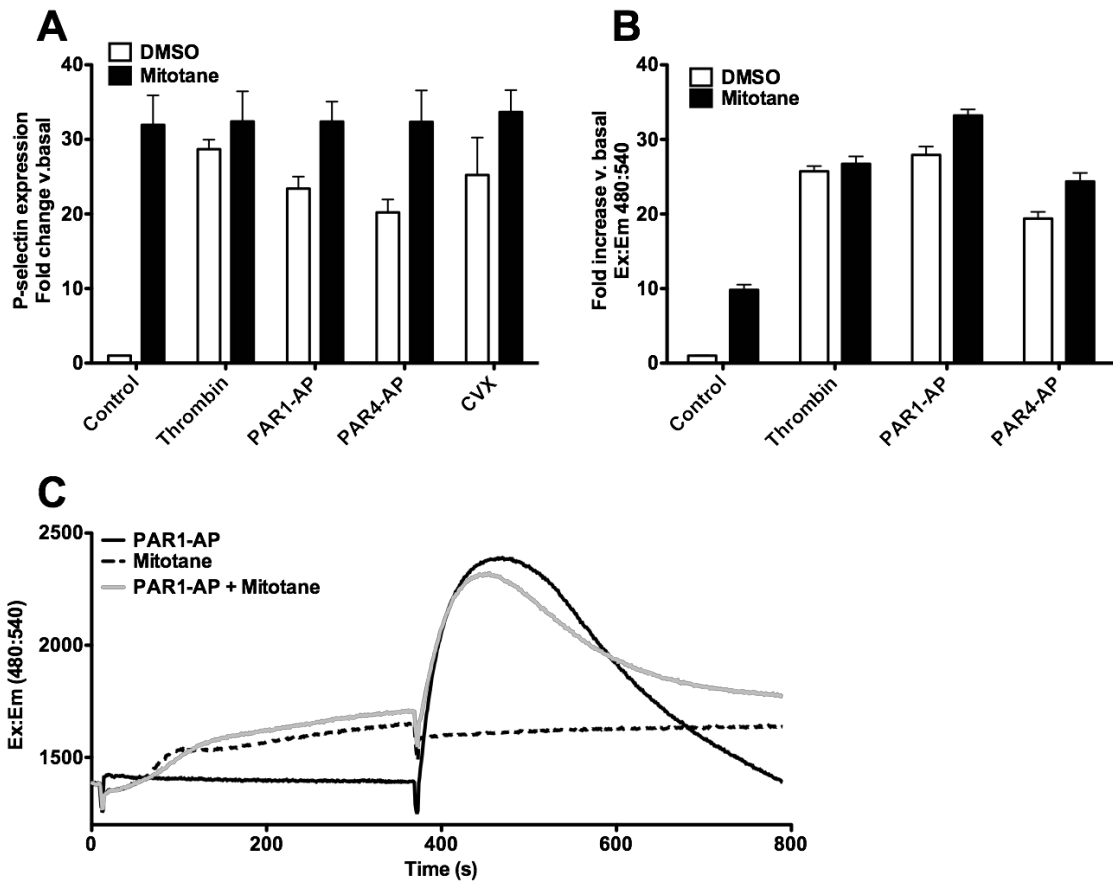 A
DMSO
Mitotane
P-selectin expression
Fold change v.basal
40
30
20
10
0
Control
Thrombin
PAR1-AP
PAR4-AP
CVX
B
DMSO
Mitotane
Fold increase v. basal
Ex:Em 480:540
40
30
20
10
0
Control
Thrombin
PAR1-AP
PAR4-AP
C
PAR1-AP
Mitotane
PAR1-AP + Mitotane
Ex:Em (480:540)
2500
2000
1500
0
200
400
600
800
Time (s)